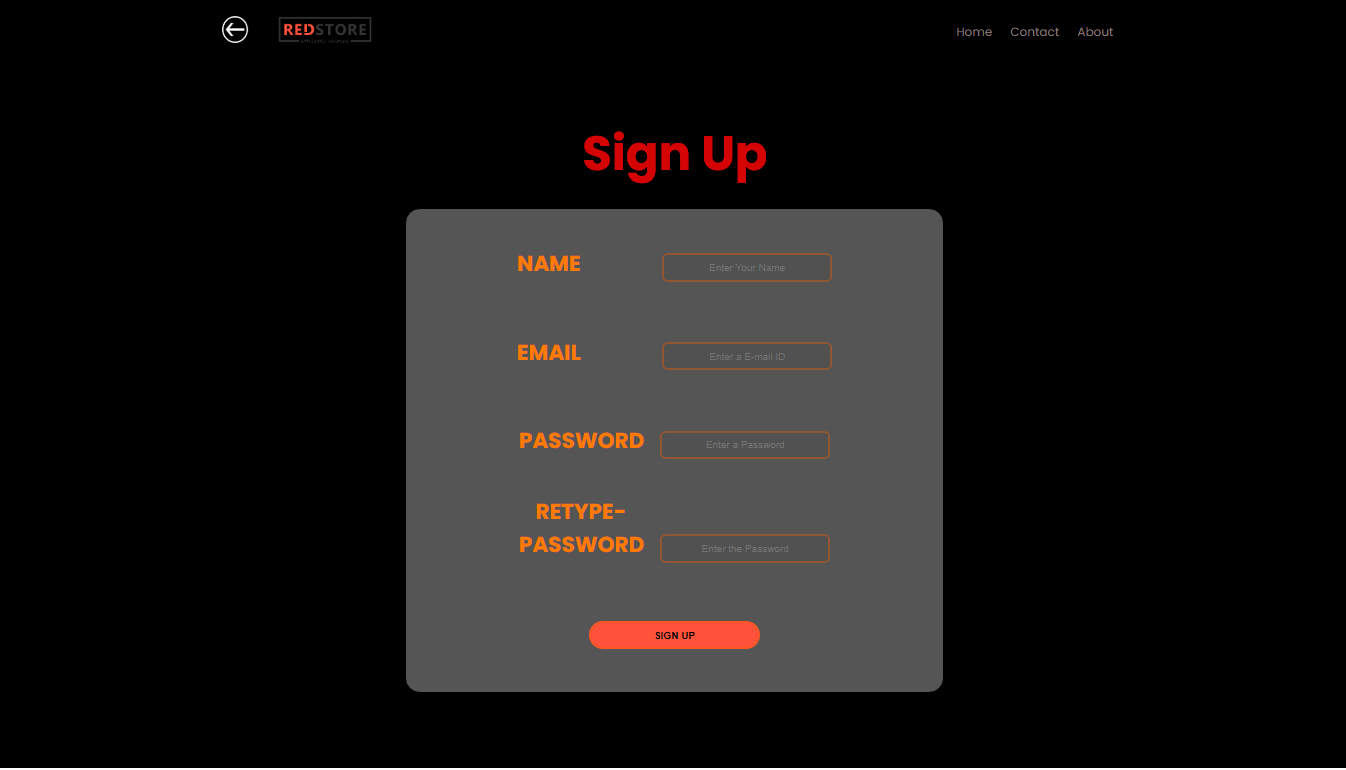 REDSTORE
Home Contact About
Sign Up
NAME Enter Your Name
EMAIL Enter a E-mail ID
PASSWORD Enter a Password
RETYPE-
PASSWORD Enter the Password
SIGN UP